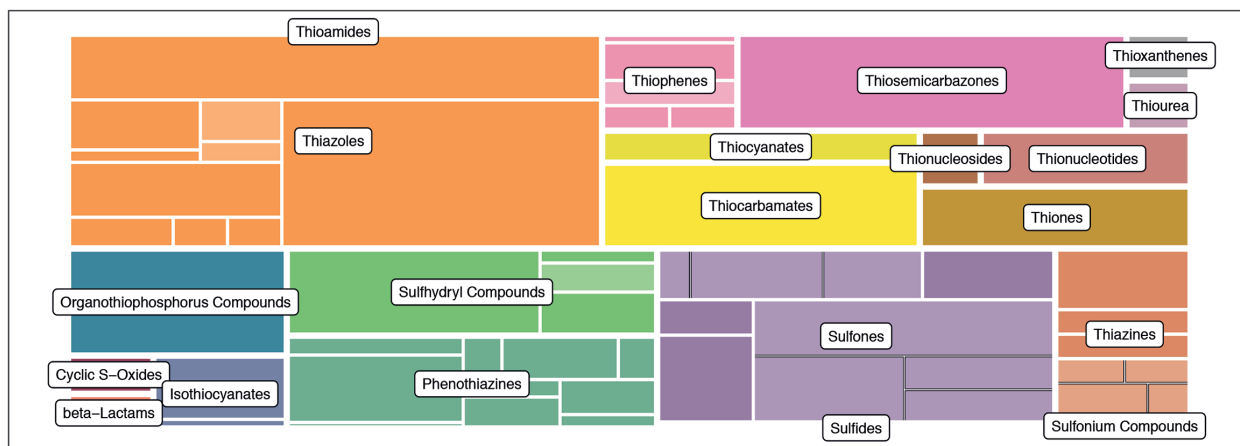 Thioamides
Thiophenes
Thiosemicarbazones
Thioxanthenes
Thiourea
Thiazoles
Thiocyanates
Thionucleosides
Thionucleotides
Thiocarbamates
Thiones
Organothiophosphorus Compounds
Sulfhydryl Compounds
Sulfones
Thiazines
Cyclic S−Oxides
Isothiocyanates
Phenothiazines
beta−Lactams
Sulfides
Sulfonium Compounds